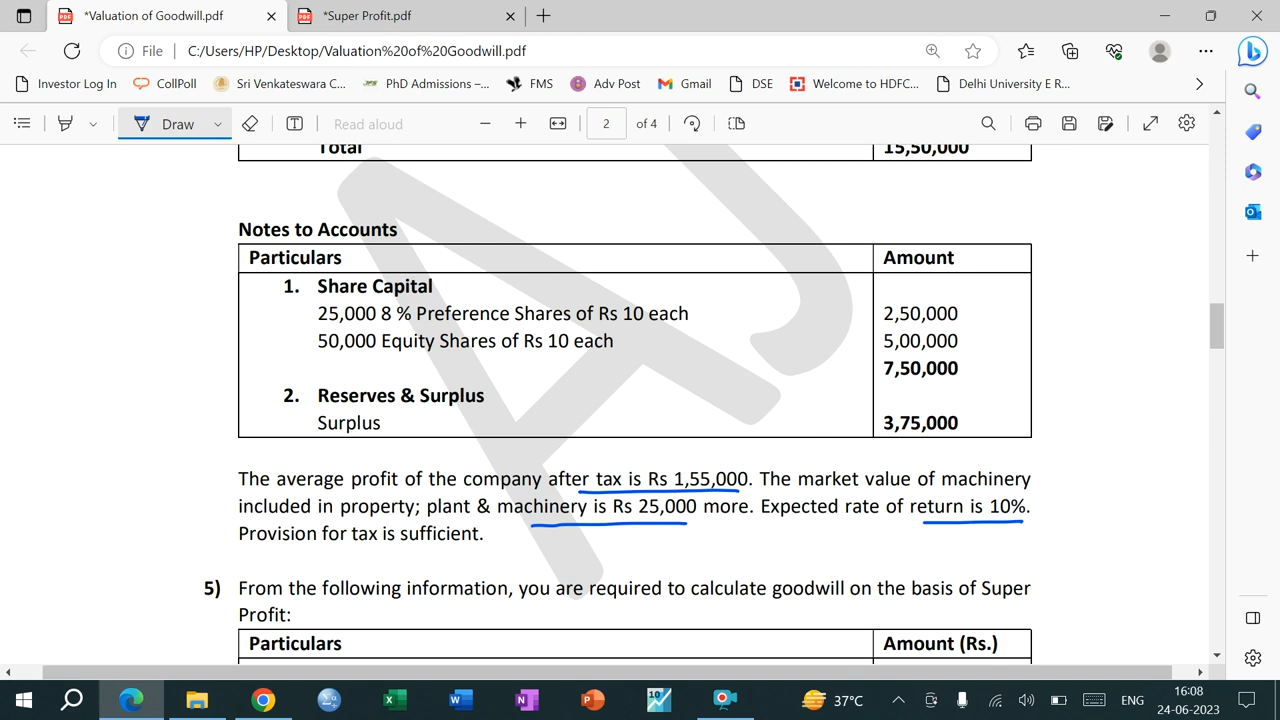 *Valuation of Goodwill.pdf
*Super Profit.pdf
File
C:/Users/HP/Desktop/Valuation%20of%20Goodwill.pdf
Investor Log In
CollPoll
Sri Venkateswara C...
PhD Admissions –...
FMS
Adv Post
Gmail
DSE
Welcome to HDFC...
Delhi University E R...
Draw
Read aloud
2
of 4
Total 15,50,000
Notes to Accounts
Particulars Amount
1. Share Capital
25,000 8 % Preference Shares of Rs 10 each 2,50,000
50,000 Equity Shares of Rs 10 each 5,00,000
7,50,000
2. Reserves & Surplus
Surplus 3,75,000
The average profit of the company after tax is Rs 1,55,000. The market value of machinery
included in property; plant & machinery is Rs 25,000 more. Expected rate of return is 10%.
Provision for tax is sufficient.
5) From the following information, you are required to calculate goodwill on the basis of Super
Profit:
Particulars Amount (Rs.)
37°C
ENG
16:08
24-06-2023